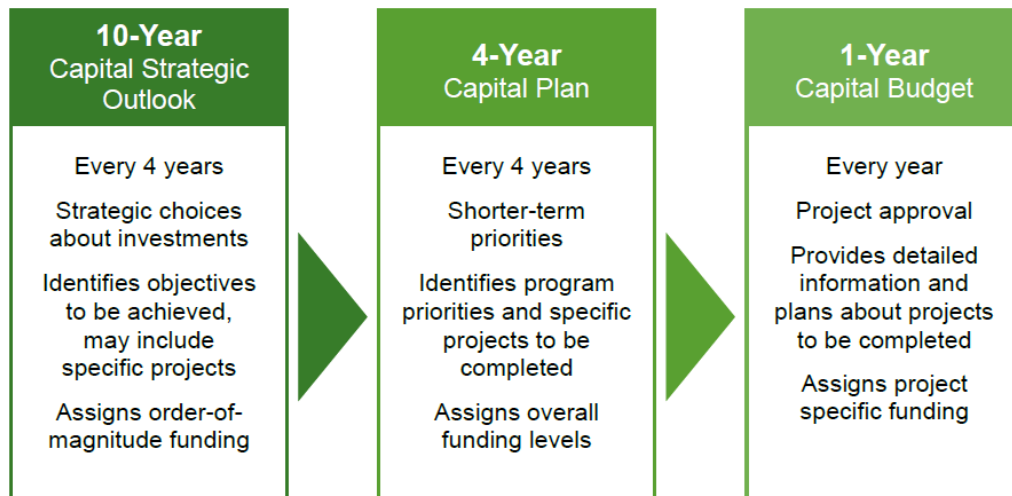 10-Year
Capital Strategic
Outlook
Every 4 years
Strategic choices
about investments
Identifies objectives
to be achieved,
may include
specific projects
Assigns order-of-
magnitude funding
4-Year
Capital Plan
Every 4 years
Shorter-term
priorities
Identifies program
priorities and specific
projects to be
completed
Assigns overall
funding levels
1-Year
Capital Budget
Every year
Project approval
Provides detailed
information and
plans about projects
to be completed
Assigns project
specific funding